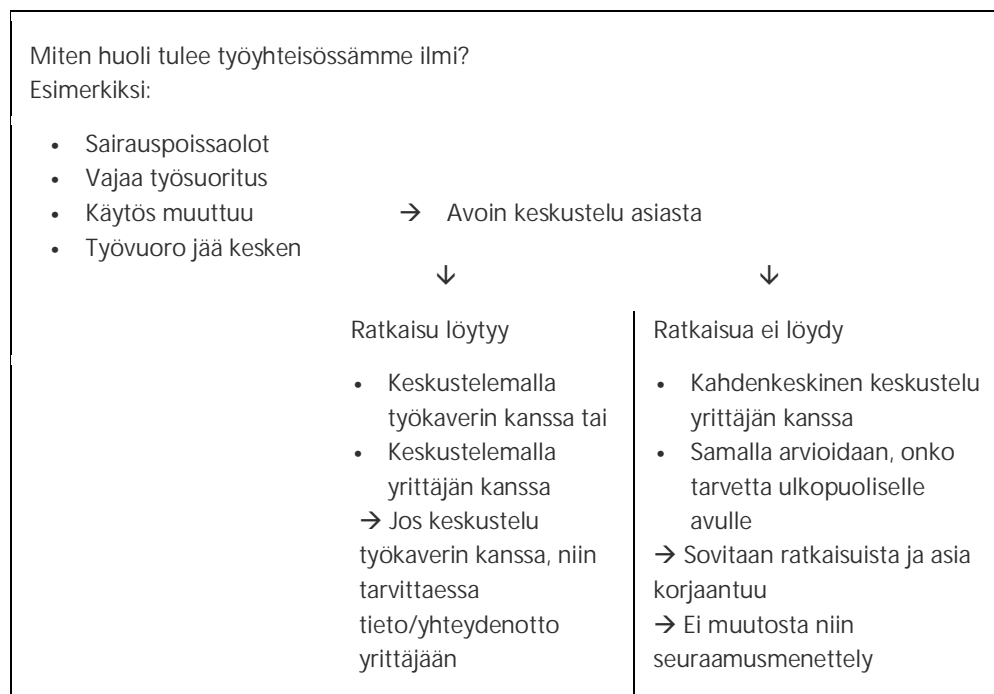 Miten huoli tulee työyhteisössämme ilmi?
Esimerkiksi:
• Sairauspoissaolot
• Vajaa työsuoritus
• Käytös muuttuu → Avoin keskustelu asiasta
• Työvuoro jää kesken
↓ ↓
Ratkaisu löytyy
• Keskustelemalla
työkaverin kanssa tai
• Keskustelemalla
yrittäjän kanssa
→ Jos keskustelu
työkaverin kanssa, niin
tarvittaessa
tieto/yhteydenotto
yrittäjään
Ratkaisua ei löydy
• Kahdenkeskinen keskustelu
yrittäjän kanssa
• Samalla arvioidaan, onko
tarvetta ulkopuoliselle
avulle
→ Sovitaan ratkaisuista ja asia
korjaantuu
→ Ei muutosta niin
seuraamusmenettely